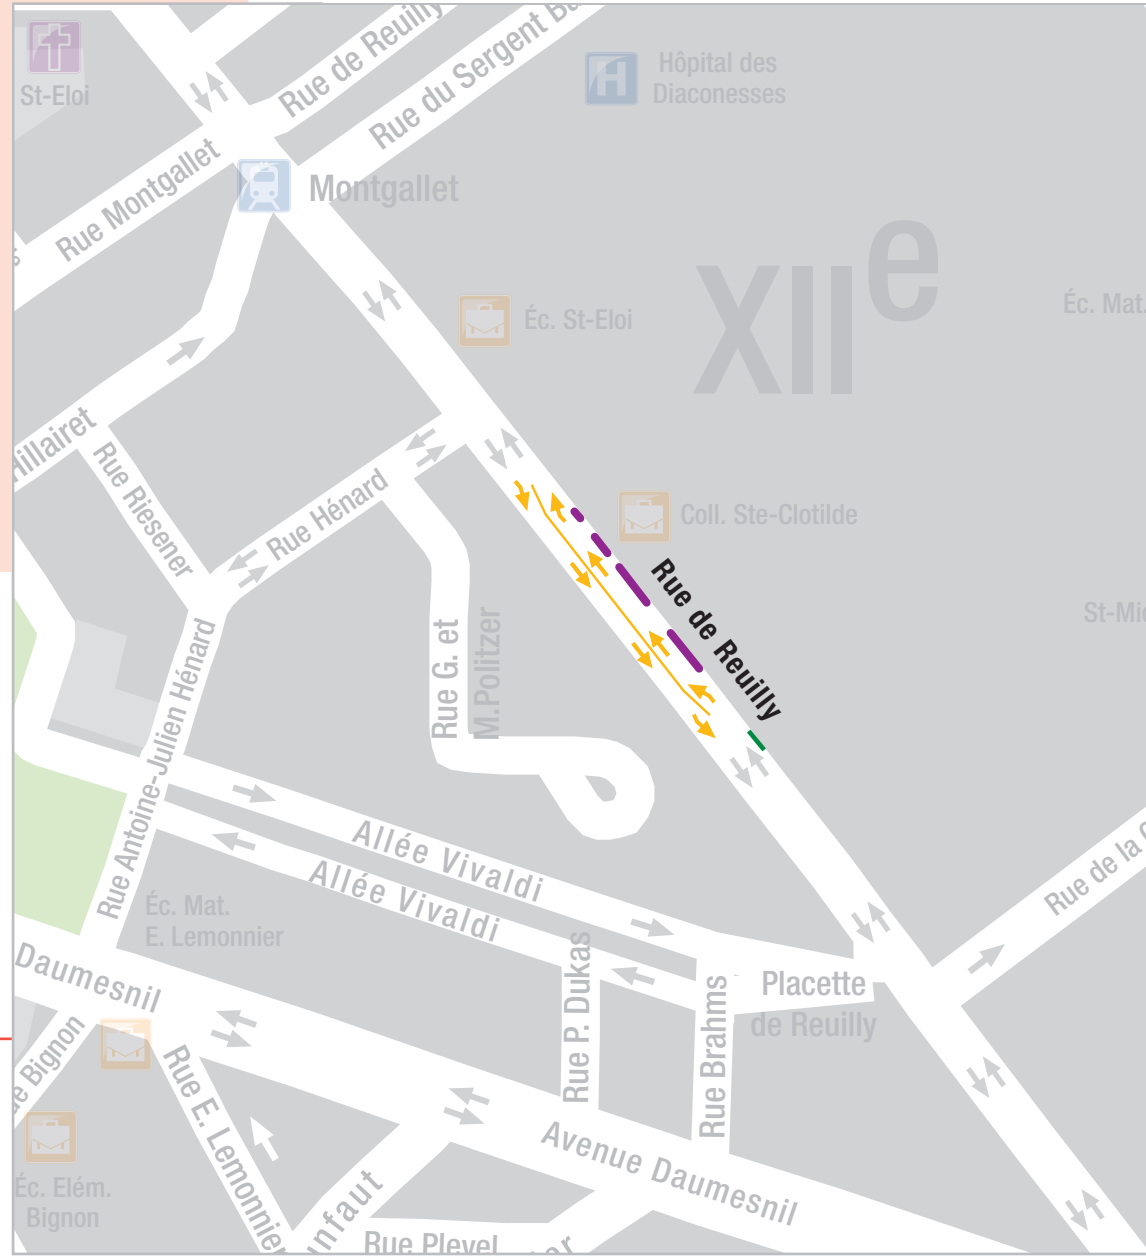 St-Eloi
Rue de Reuilly
Rue du Sergent
Hôpital des
Diaconesses
H
Rue Montgallet
Montgallet
XIIe
Éc. St-Eloi
Éc. Mat.
Hillairet
Rue Riesener
Rue Hénard
Coll. Ste-Clotilde
Rue de Reuilly
Rue G. et
M.Politzer
Rue Antoine-Julien Hénard
Allée Vivaldi
Allée Vivaldi
Éc. Mat.
E. Lemonnier
Daumesnil
Rue P. Dukas
Rue Brahms
Placette
de Reuilly
Rue de la
Bignon
Rue E. Lemonnier
Avenue Daumesnil
Éc. Elém.
Bignon
Rue Pleyel